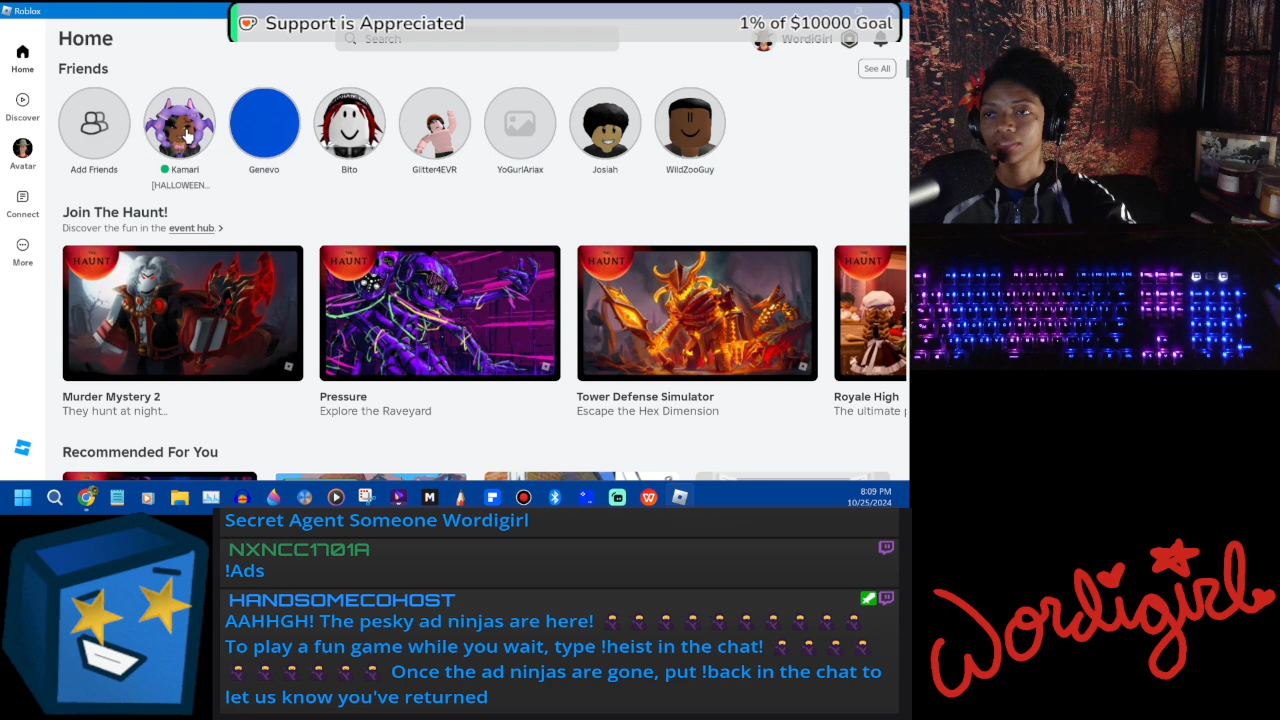 Roblox
Support is Appreciated
1% of $10000 Goal
Home
Search
WordiGirl
Home
Discover
Avatar
Connect
More
Friends
See All
Add Friends
Kamari
[HALLOWEEN...
Genevo
Bito
Glitter4EVR
YoGurlAriax
Josiah
WildZooGuy
Join The Haunt!
Discover the fun in the event hub. >
THE HAUNT
THE HAUNT
THE HAUNT
THE HAUNT
Murder Mystery 2
They hunt at night...
Pressure
Explore the Raveyard
Tower Defense Simulator
Escape the Hex Dimension
Royale High
The ultimate
Recommended For You
8:09 PM
10/25/2024
Secret Agent Someone Wordigirl
NXNCC1701A
!Ads
HANDSOMECOHOST
AAHHGH! The pesky ad ninjas are here!
To play a fun game while you wait, type !heist in the chat!
Once the ad ninjas are gone, put !back in the chat to
let us know you've returned
Wordigirl